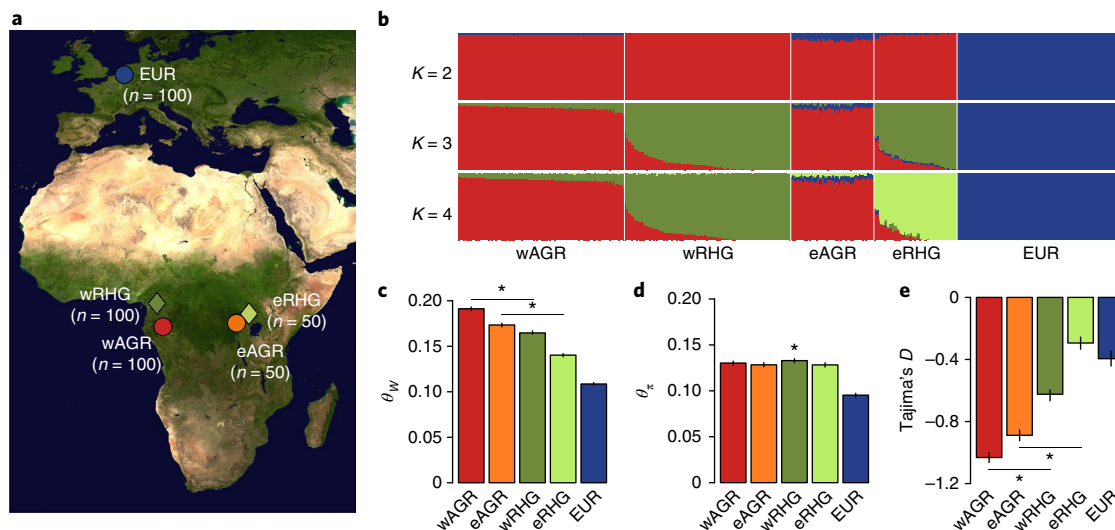 a
EUR
(n = 100)
wRHG
(n = 100)
wAGR
(n = 100)
eRHG
(n = 50)
eAGR
(n = 50)
b
K = 2
K = 3
K = 4
wAGR wRHG eAGR eRHG EUR
c
0.20
0.15
0.10
0.05
0
θW
* *
wAGR eAGR wRHG eRHG EUR
d
0.20
0.15
0.10
0.05
0
θπ
*
wAGR eAGR wRHG eRHG EUR
e
0
−0.4
−0.8
−1.2
Tajima's D
* *
wAGR eAGR wRHG eRHG EUR